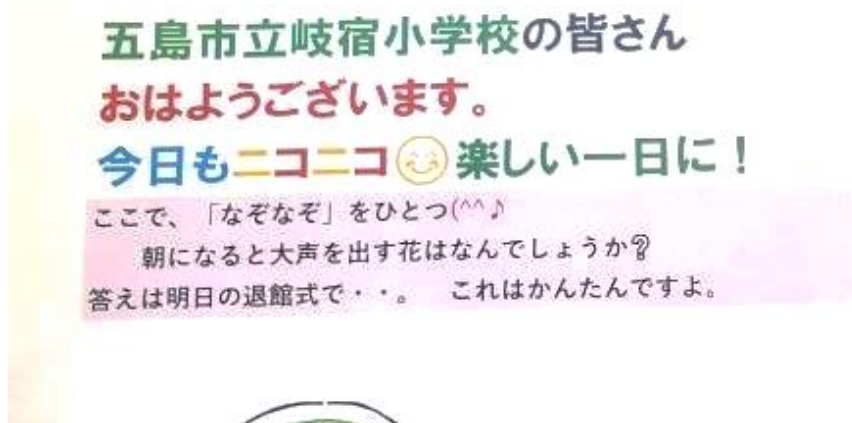 五島市立岐宿小学校の皆さん
おはようございます。
今日もニコニコ😊楽しい一日に！
ここで、「なぞなぞ」をひとつ(^^♪
朝になると大声を出す花はなんでしょうか?
答えは明日の退館式で・・。　これはかんたんですよ。